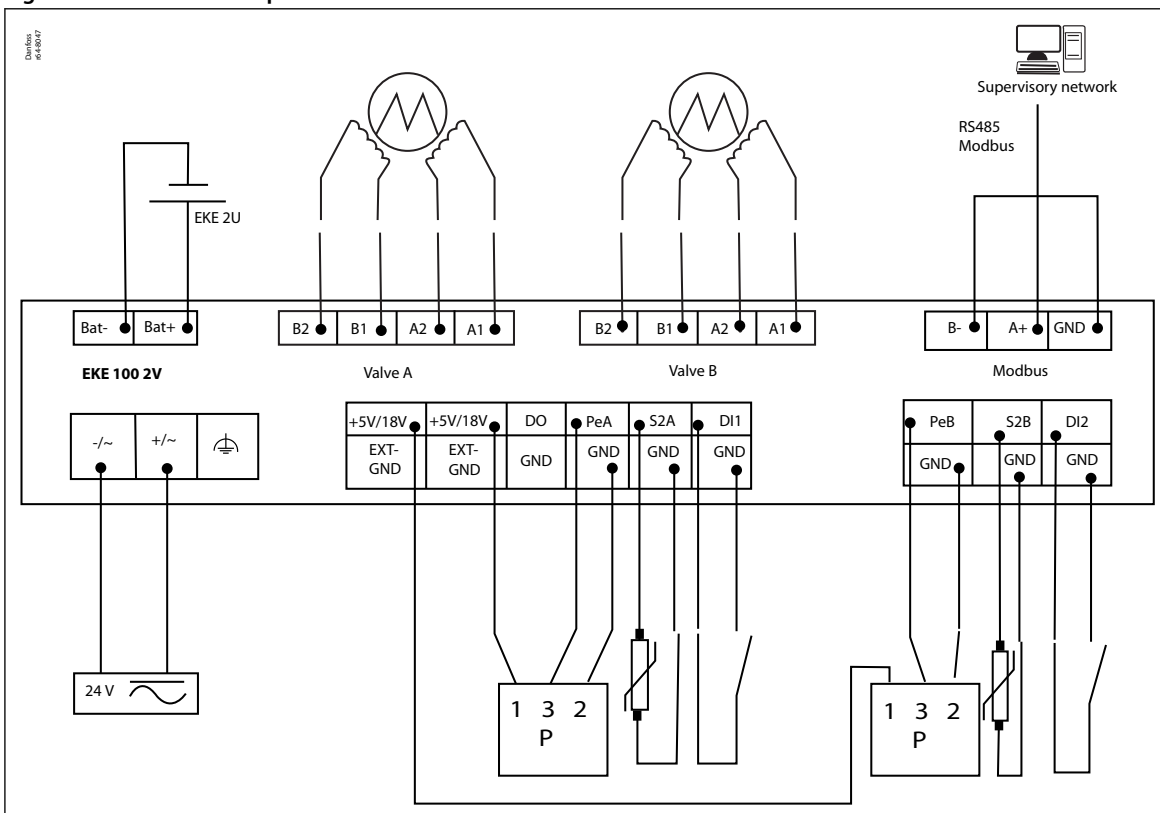 Danfoss
r64-8047
Supervisory network
RS485
Modbus
EKE 2U
Bat- Bat+
B2 B1 A2 A1
B2 B1 A2 A1
B- A+ GND
EKE 100 2V
Valve A
Valve B
Modbus
-/~ +/~
+5V/18V +5V/18V DO PeA S2A DI1
EXT-
GND
EXT-
GND
GND GND GND GND
PeB S2B DI2
GND GND GND
24 V
1 3 2
P
1 3 2
P